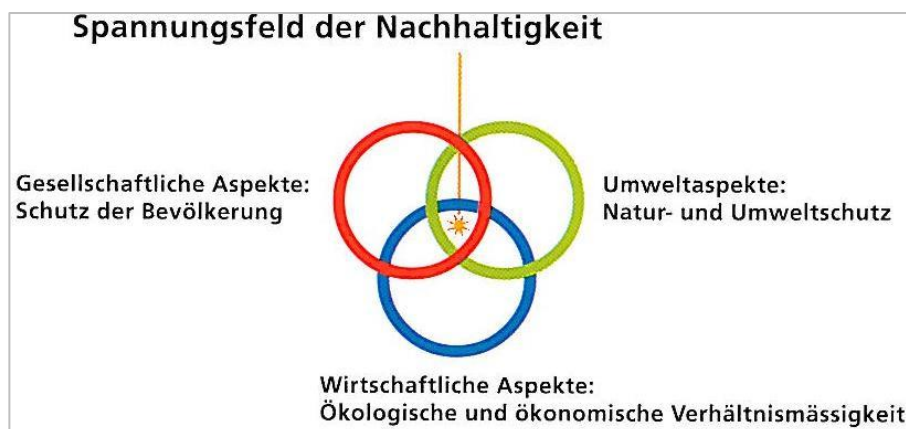 Spannungsfeld der Nachhaltigkeit
Gesellschaftliche Aspekte:
Schutz der Bevölkerung
Umweltaspekte:
Natur- und Umweltschutz
Wirtschaftliche Aspekte:
Ökologische und ökonomische Verhältnismässigkeit